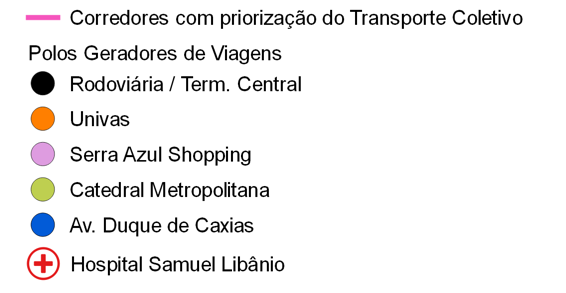 Corredores com priorização do Transporte Coletivo
Polos Geradores de Viagens
Rodoviária / Term. Central
Univas
Serra Azul Shopping
Catedral Metropolitana
Av. Duque de Caxias
Hospital Samuel Libânio